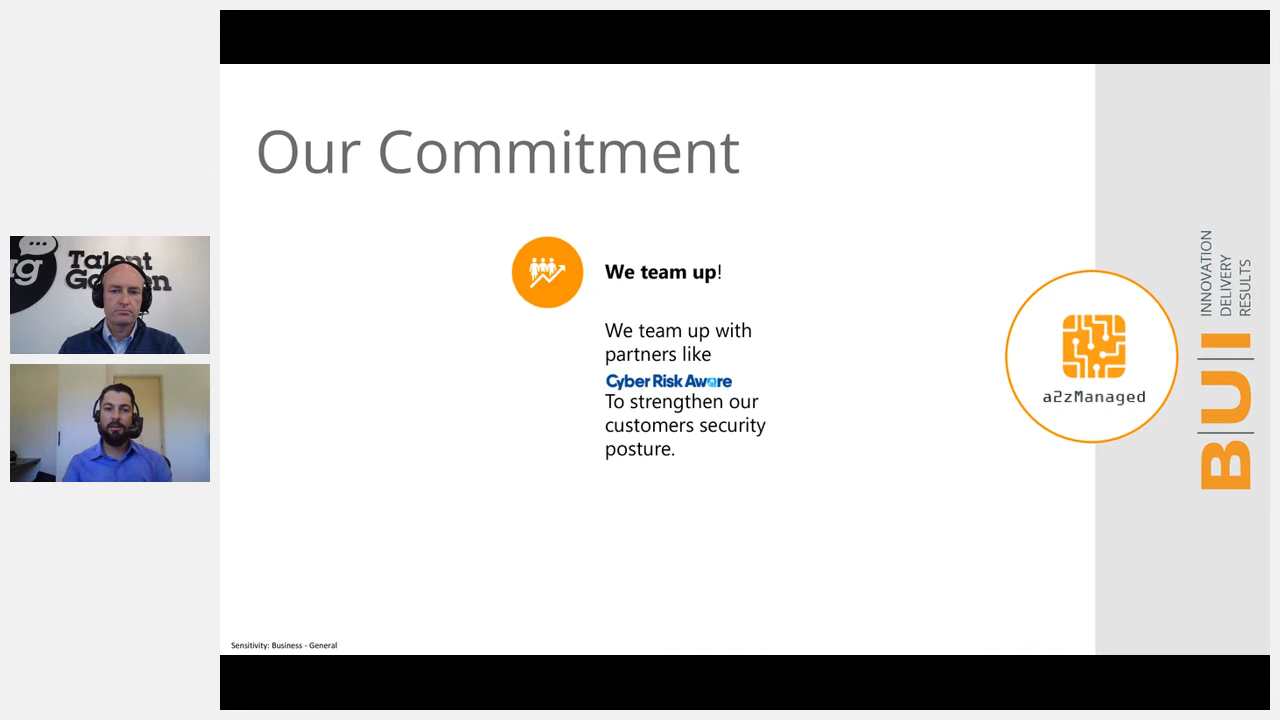 Our Commitment
We team up!
We team up with
partners like
Cyber Risk Aware
To strengthen our
customers security
posture.
a2zManaged
BUI
INNOVATION
DELIVERY
RESULTS
Sensitivity: Business - General
Talent
Garden